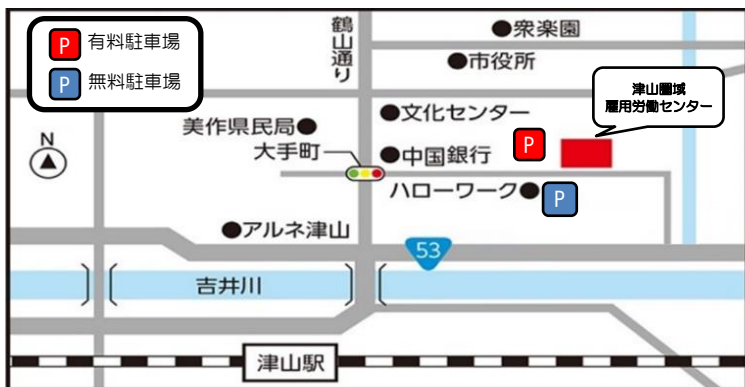 P 有料駐車場
P 無料駐車場
鶴山通り
●衆楽園
●市役所
津山圏域
雇用労働センター
N
●文化センター
美作県民局●
大手町
●中国銀行
P
ハローワーク●
P
●アルネ津山
53
吉井川
津山駅